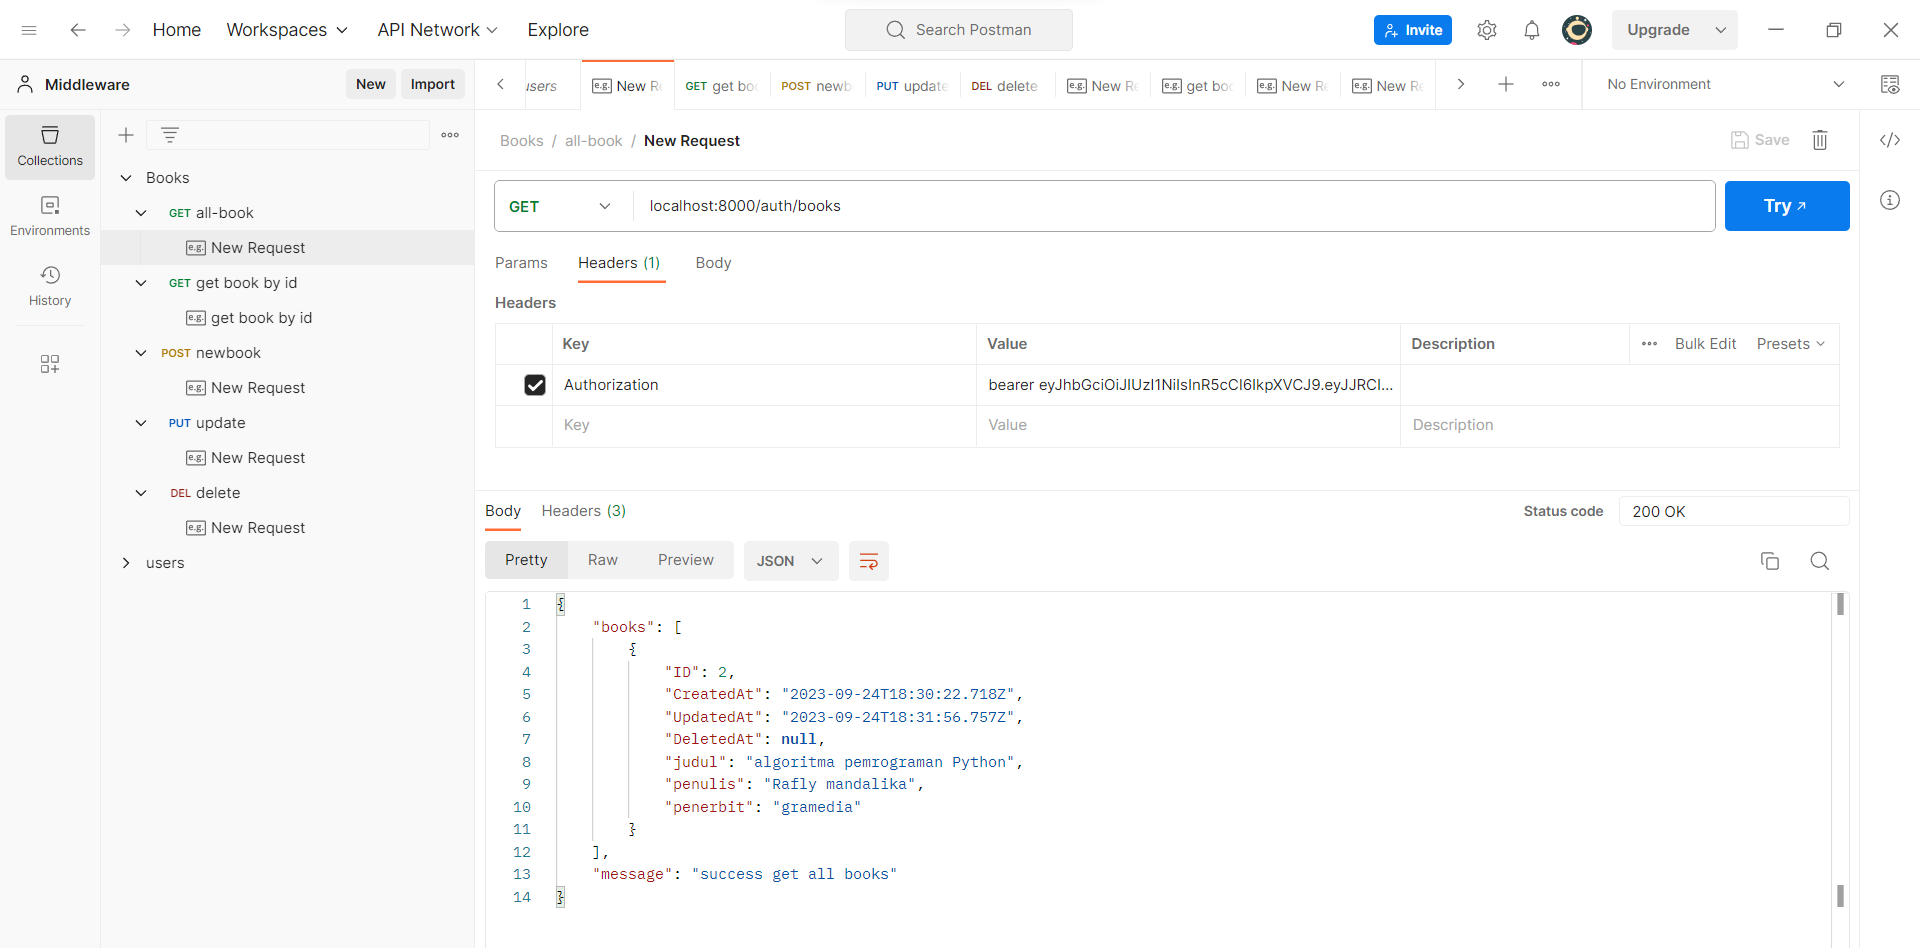 Home Workspaces API Network Explore Search Postman Invite Upgrade
Middleware New Import
users e.g. New Re GET get boo POST newb PUT update DEL delete e.g. New Re e.g. get boo e.g. New Re e.g. New Re No Environment
Collections
Environments
History
Books
GET all-book
e.g. New Request
GET get book by id
e.g. get book by id
POST newbook
e.g. New Request
PUT update
e.g. New Request
DEL delete
e.g. New Request
users
Books / all-book / New Request Save
GET localhost:8000/auth/books Try
Params Headers (1) Body
Headers
Key Value Description Bulk Edit Presets
Authorization bearer eyJhbGciOiJIUzI1NiIsInR5cCI6IkpXVCJ9.eyJJRCI...
Key Value Description
Body Headers (3) Status code 200 OK
Pretty Raw Preview JSON
1 {
2 "books": [
3 {
4 "ID": 2,
5 "CreatedAt": "2023-09-24T18:30:22.718Z",
6 "UpdatedAt": "2023-09-24T18:31:56.757Z",
7 "DeletedAt": null,
8 "judul": "algoritma pemrograman Python",
9 "penulis": "Rafly mandalika",
10 "penerbit": "gramedia"
11 }
12 ],
13 "message": "success get all books"
14 }